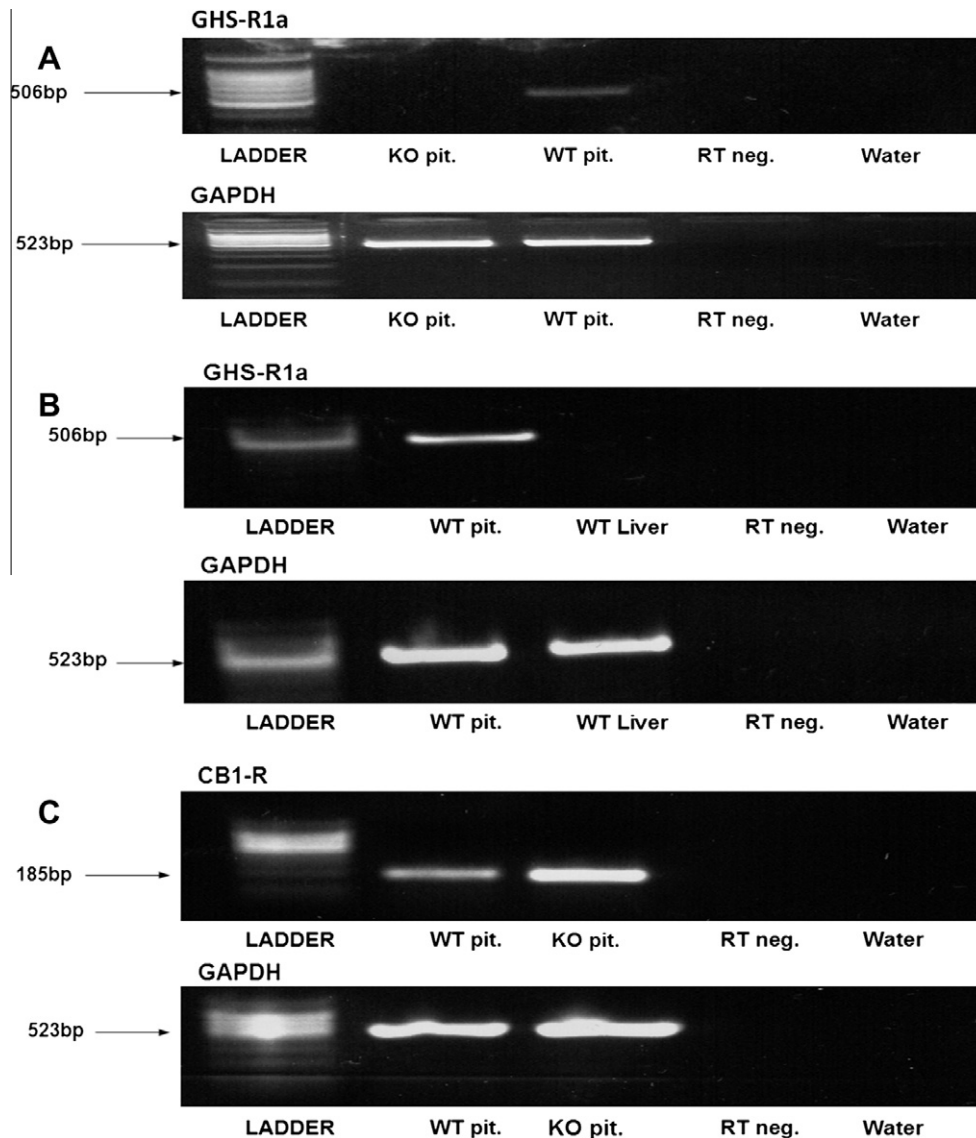 GHS-R1a
A
506bp
LADDER KO pit. WT pit. RT neg. Water
GAPDH
523bp
LADDER KO pit. WT pit. RT neg. Water
GHS-R1a
B
506bp
LADDER WT pit. WT Liver RT neg. Water
GAPDH
523bp
LADDER WT pit. WT Liver RT neg. Water
CB1-R
C
185bp
LADDER WT pit. KO pit. RT neg. Water
GAPDH
523bp
LADDER WT pit. KO pit. RT neg. Water